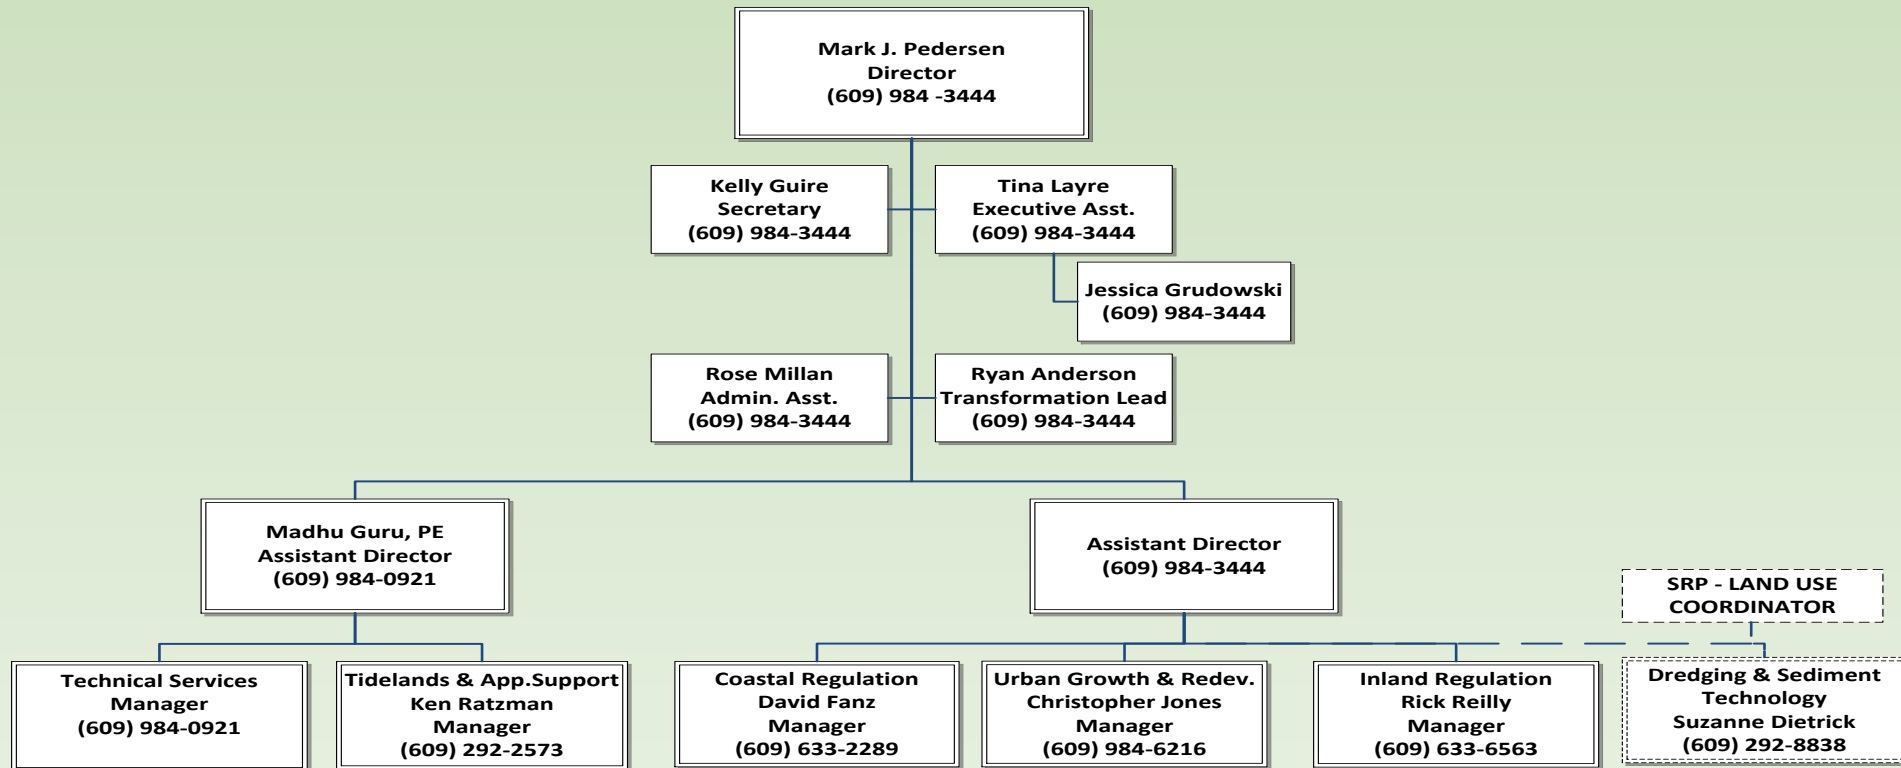 Mark J. Pedersen
Director
(609) 984 -3444
Kelly Guire
Secretary
(609) 984-3444
Tina Layre
Executive Asst.
(609) 984-3444
Jessica Grudowski
(609) 984-3444
Rose Millan
Admin. Asst.
(609) 984-3444
Ryan Anderson
Transformation Lead
(609) 984-3444
Madhu Guru, PE
Assistant Director
(609) 984-0921
Assistant Director
(609) 984-3444
SRP - LAND USE
COORDINATOR
Technical Services
Manager
(609) 984-0921
Tidelands & App.Support
Ken Ratzman
Manager
(609) 292-2573
Coastal Regulation
David Fanz
Manager
(609) 633-2289
Urban Growth & Redev.
Christopher Jones
Manager
(609) 984-6216
Inland Regulation
Rick Reilly
Manager
(609) 633-6563
Dredging & Sediment
Technology
Suzanne Dietrick
(609) 292-8838